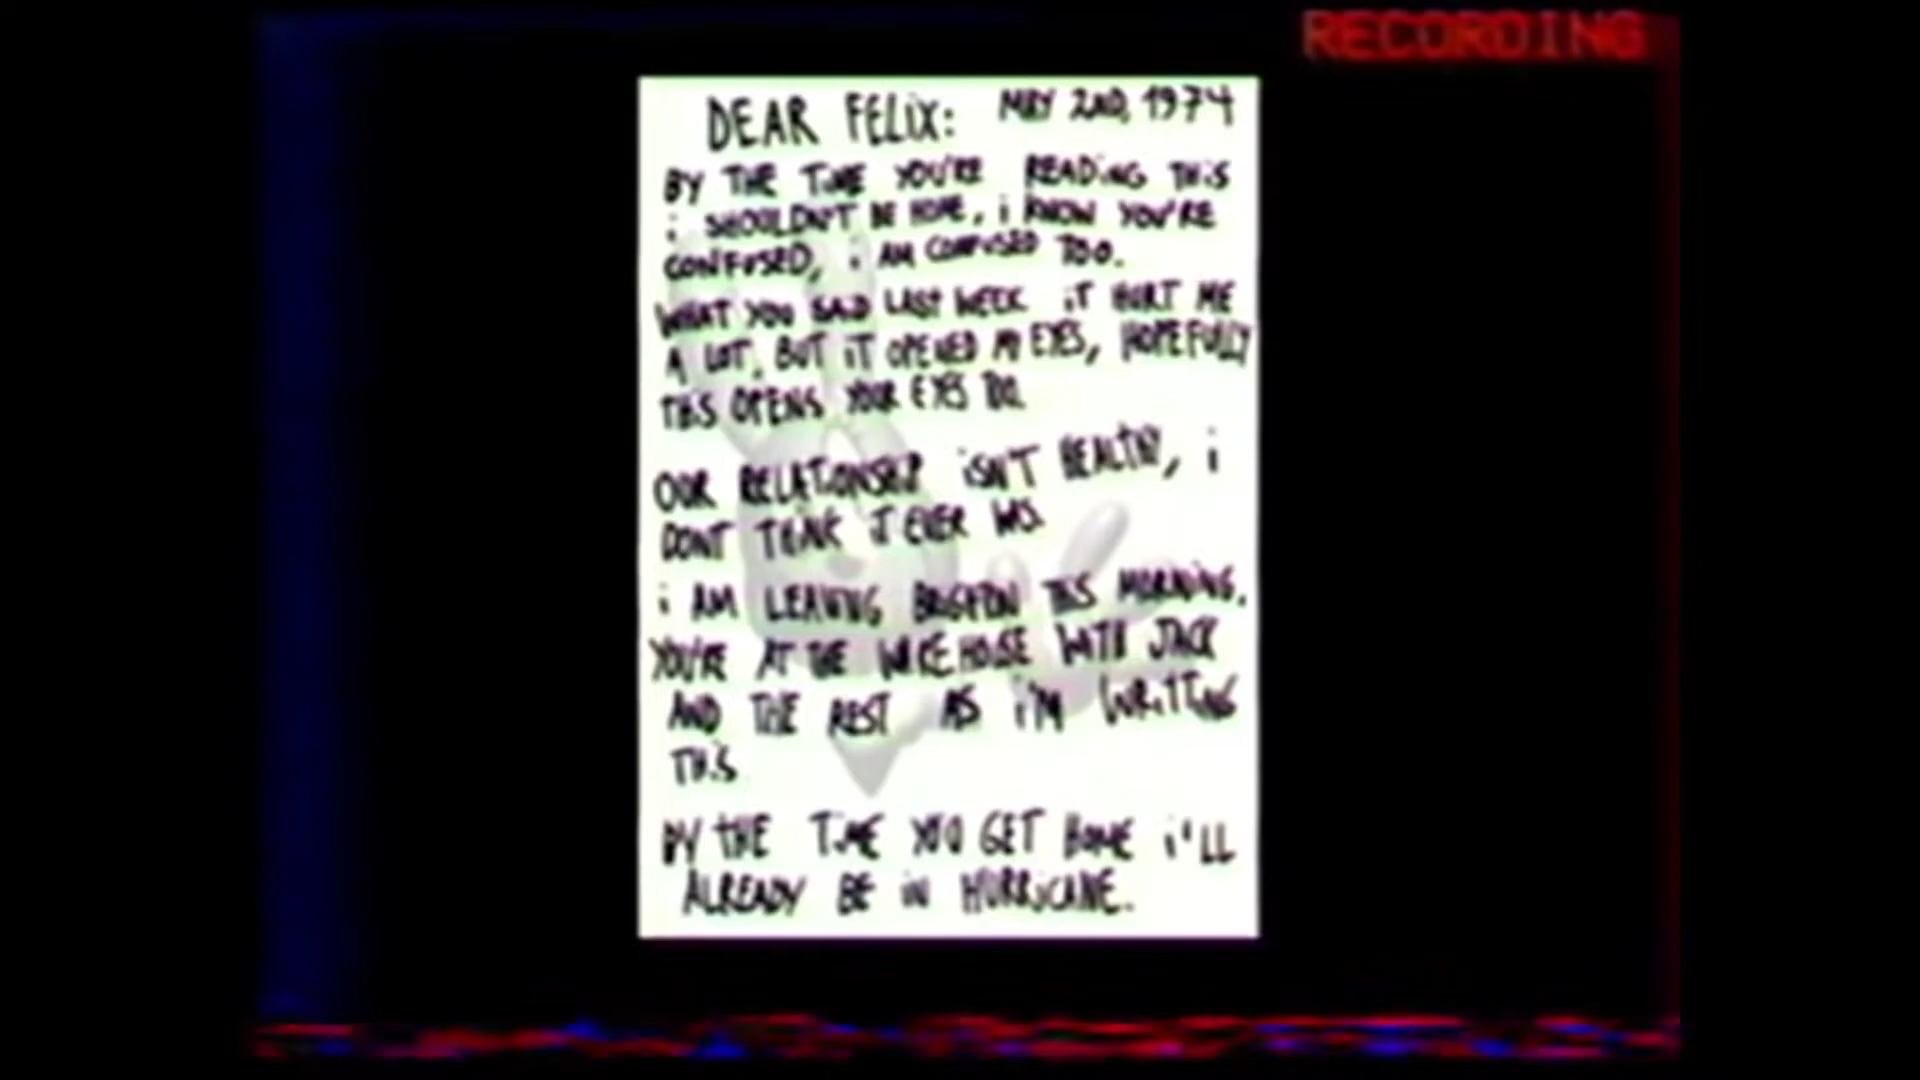 RECORDING
DEAR FELiX: MAY 2ND, 1974
BY THE TiME YOU'RE READiNG THiS
i SHOULDN'T BE HOME, i KNOW YOU'RE
CONFUSED, i AM CONFUSED TOO.
WHAT YOU SAiD LAST WEEK iT HURT ME
A LOT, BUT iT OPENED MY EYES, HOPEFULLY
THiS OPENS YOUR EYES TOO.
OUR RELATiONSHiP iSN'T HEALTHY, i
DONT THiNK iT EVER WAS.
i AM LEAViNG THiS MORNiNG.
YOU'RE AT THE WAREHOUSE WiTH JACK
AND THE REST AS i'M WRiTTiNG
THiS
BY THE TiME YOU GET HOME i'LL
ALREADY BE iN HURRiCANE.